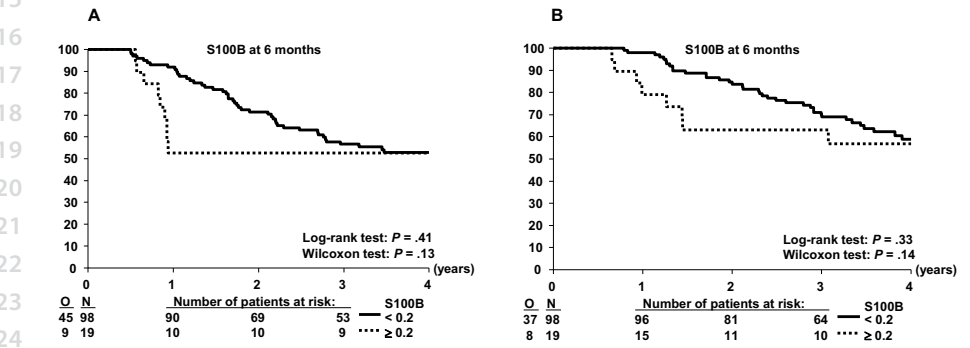 15
16
17
18
19
20
21
22
23
24
A
S100B at 6 months
100
90
80
70
60
50
40
30
20
10
0
0 1 2 3 4 (years)
Log-rank test: P = .41
Wilcoxon test: P = .13
O N Number of patients at risk: S100B
45 98 90 69 53 < 0.2
9 19 10 10 9 ≥ 0.2
B
S100B at 6 months
100
90
80
70
60
50
40
30
20
10
0
0 1 2 3 4 (years)
Log-rank test: P = .33
Wilcoxon test: P = .14
O N Number of patients at risk: S100B
37 98 96 81 64 < 0.2
8 19 15 11 10 ≥ 0.2